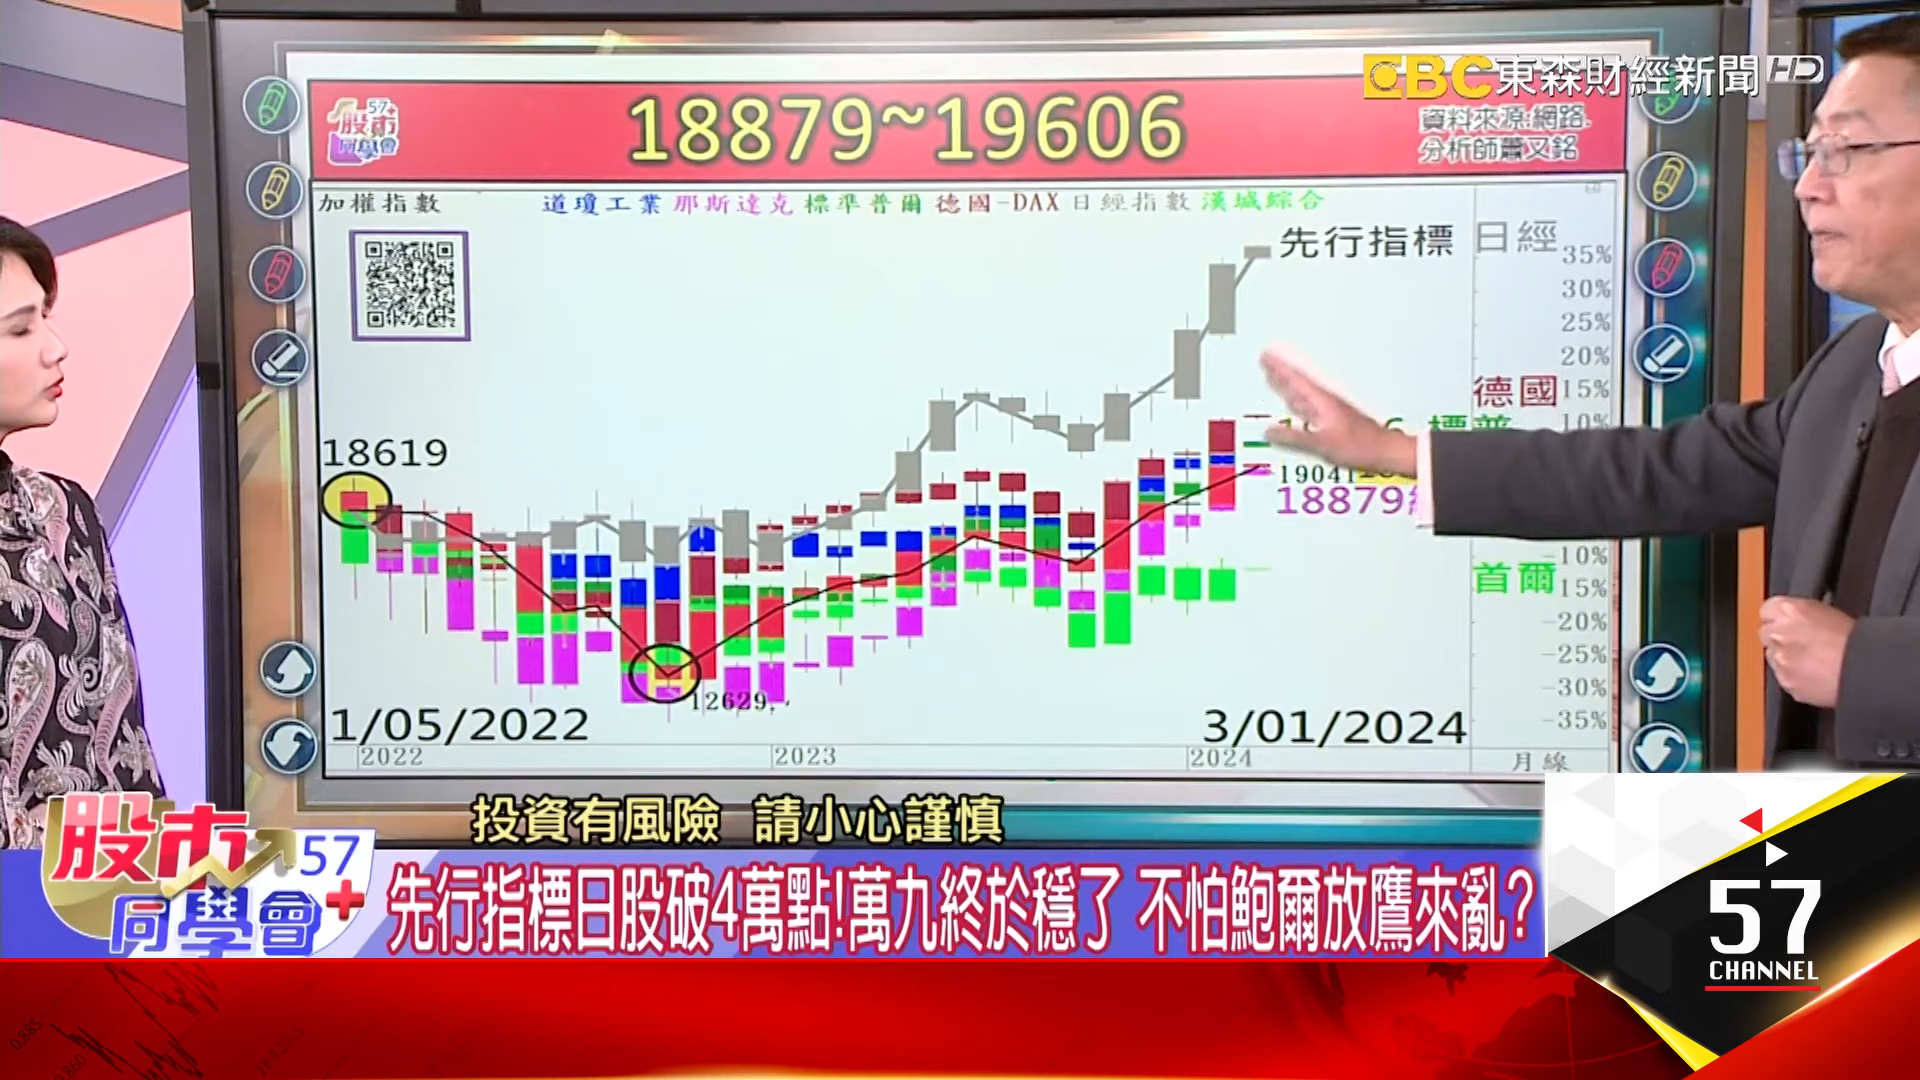 EBC東森財經新聞HD
57+
股市
同學會
18879~19606
資料來源:網路.
分析師蕭又銘
加權指數 道瓊工業 那斯達克 標準普爾 德國-DAX 日經指數 漢城綜合
先行指標 日經
35%
30%
25%
20%
德國 15%
標普 10%
18619
19041
18879
-10%
首爾
15%
-20%
-25%
-30%
-35%
12629.
1/05/2022
3/01/2024
2022
2023
2024
月線
投資有風險 請小心謹慎
股市 57+
同學會
先行指標日股破4萬點!萬九終於穩了 不怕鮑爾放鷹來亂?
57
CHANNEL